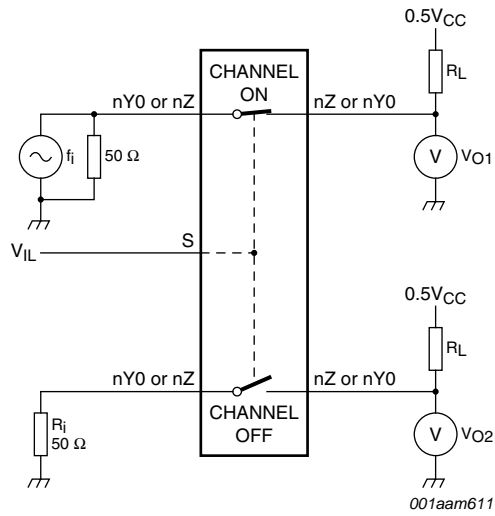 0.5VCC
RL
CHANNEL
ON
nY0 or nZ
nZ or nY0
fi
50 Ω
V
VO1
S
VIL
0.5VCC
RL
nY0 or nZ
nZ or nY0
CHANNEL
OFF
Ri
50 Ω
V
VO2
001aam611